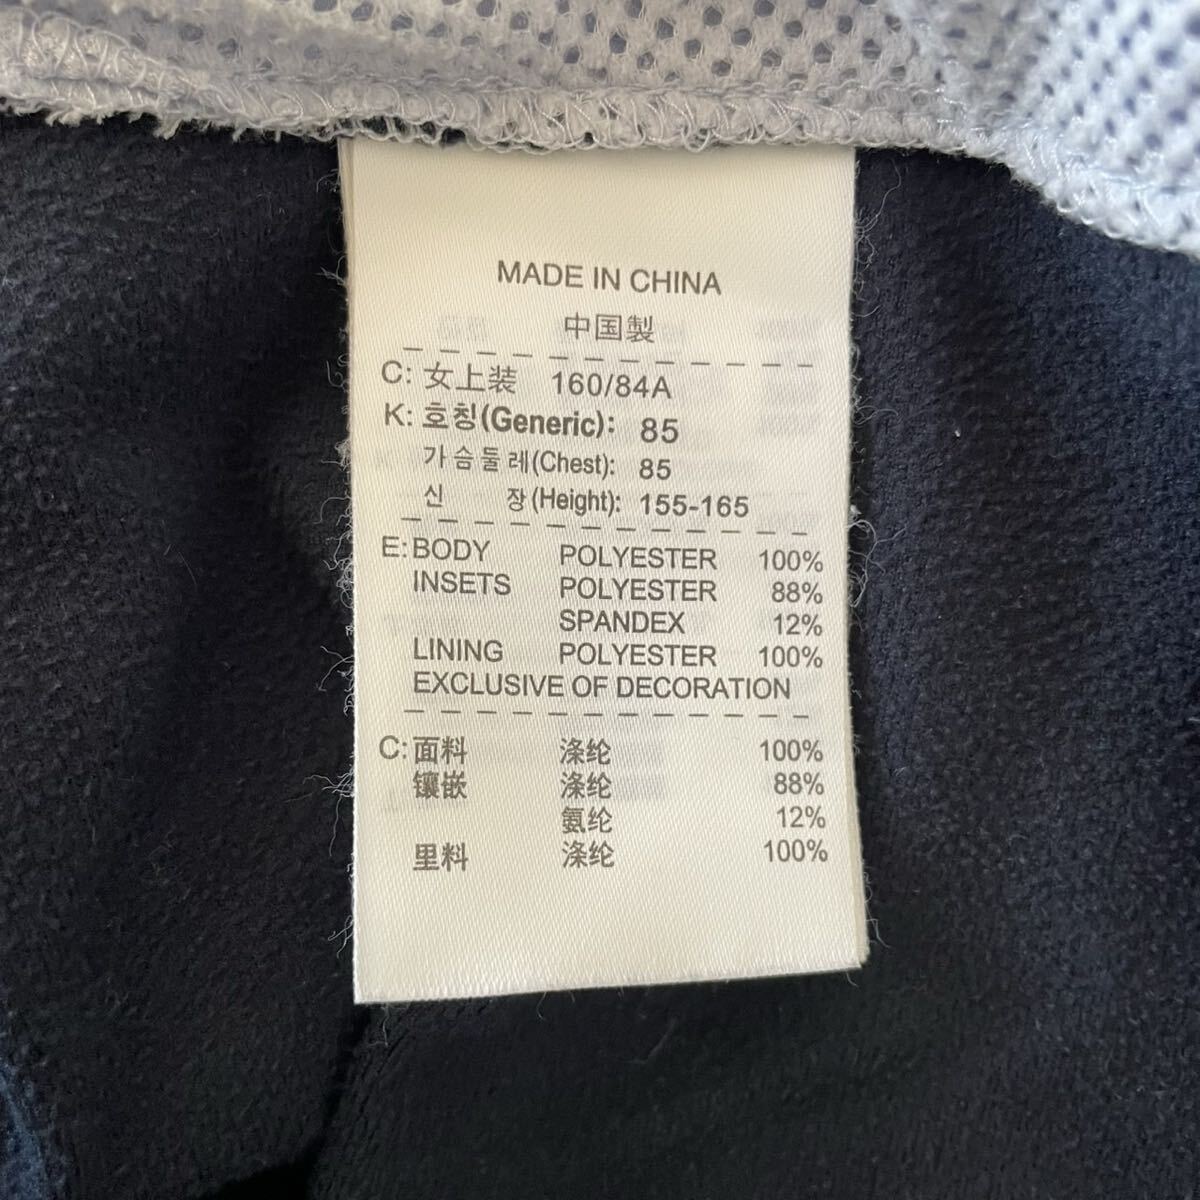 MADE IN CHINA
中国製
C: 女上装 160/84A
K: 호칭(Generic): 85
가슴둘레(Chest): 85
신 장(Height): 155-165
E: BODY POLYESTER 100%
INSETS POLYESTER 88%
SPANDEX 12%
LINING POLYESTER 100%
EXCLUSIVE OF DECORATION
C: 面料 涤纶 100%
镶嵌 涤纶 88%
氨纶 12%
里料 涤纶 100%